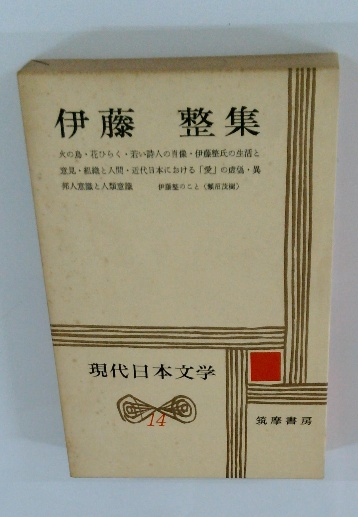 伊藤 整集
火の鳥・花ひらく・若い詩人の肖像・伊藤整氏の生活と
意見・組織と人間・近代日本における「愛」の虚偽・異
邦人意識と人類意識 伊藤整のこと（瀬沼茂樹）
現代日本文学
14
筑摩書房